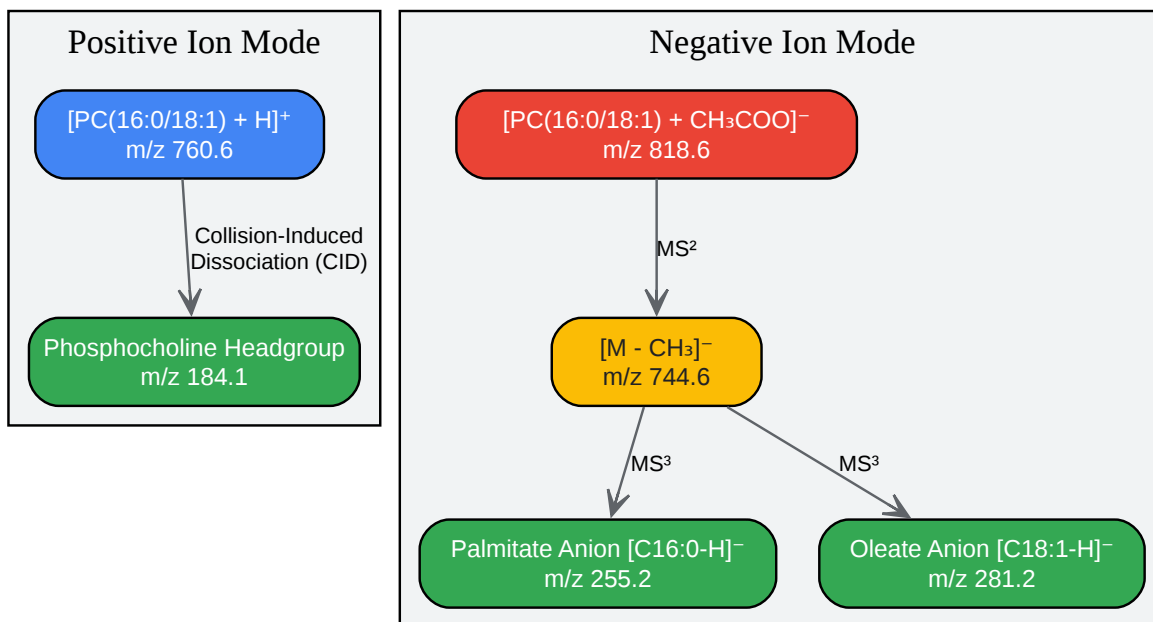 Positive Ion Mode
[PC(16:0/18:1) + H]⁺
m/z 760.6
Collision-Induced
Dissociation (CID)
Phosphocholine Headgroup
m/z 184.1
Negative Ion Mode
[PC(16:0/18:1) + CH₃COO]⁻
m/z 818.6
MS²
[M - CH₃]⁻
m/z 744.6
MS³
MS³
Palmitate Anion [C16:0-H]⁻
m/z 255.2
Oleate Anion [C18:1-H]⁻
m/z 281.2